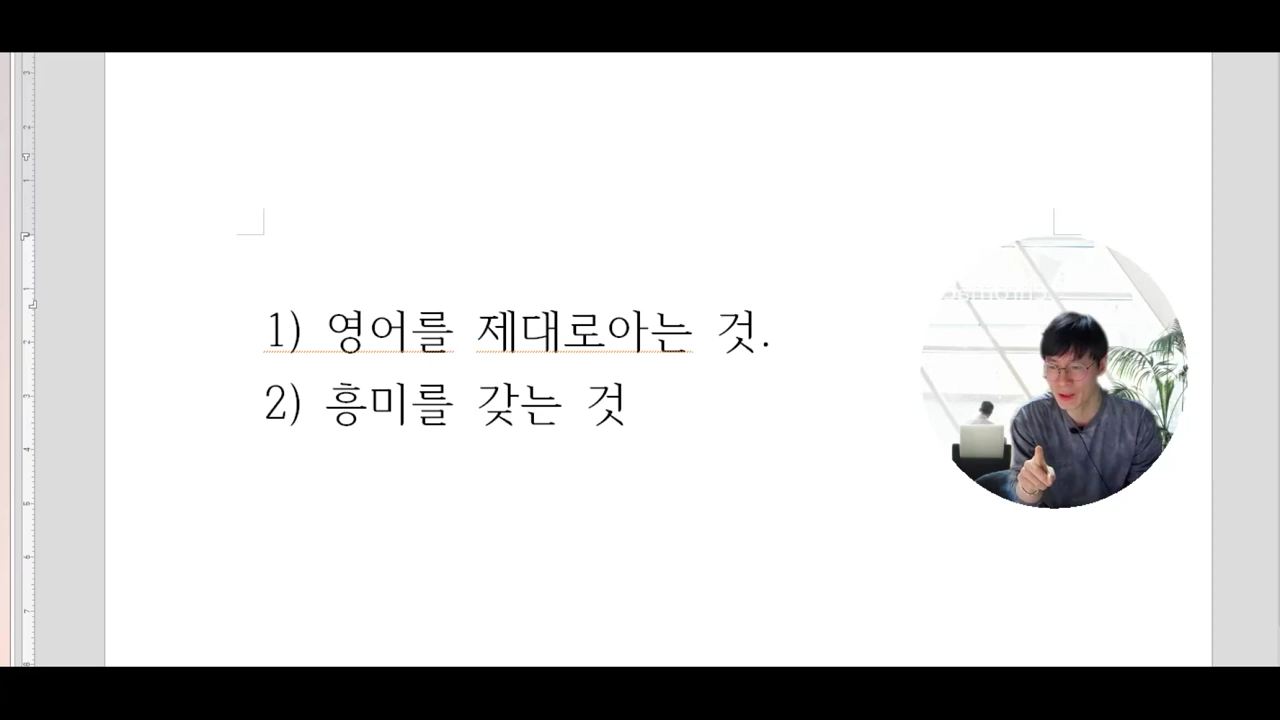 1) 영어를 제대로아는 것.
2) 흥미를 갖는 것